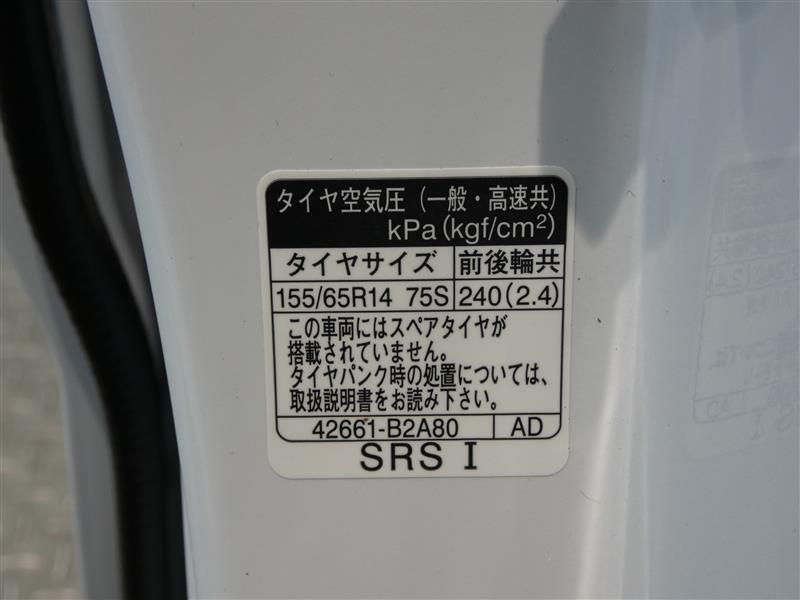 タイヤ空気圧（一般・高速共）
kPa(kgf/cm²)
タイヤサイズ 前後輪共
155/65R14 75S 240(2.4)
この車両にはスペアタイヤが
搭載されていません。
タイヤパンク時の処置については、
取扱説明書をお読み下さい。
42661-B2A80 AD
SRS I